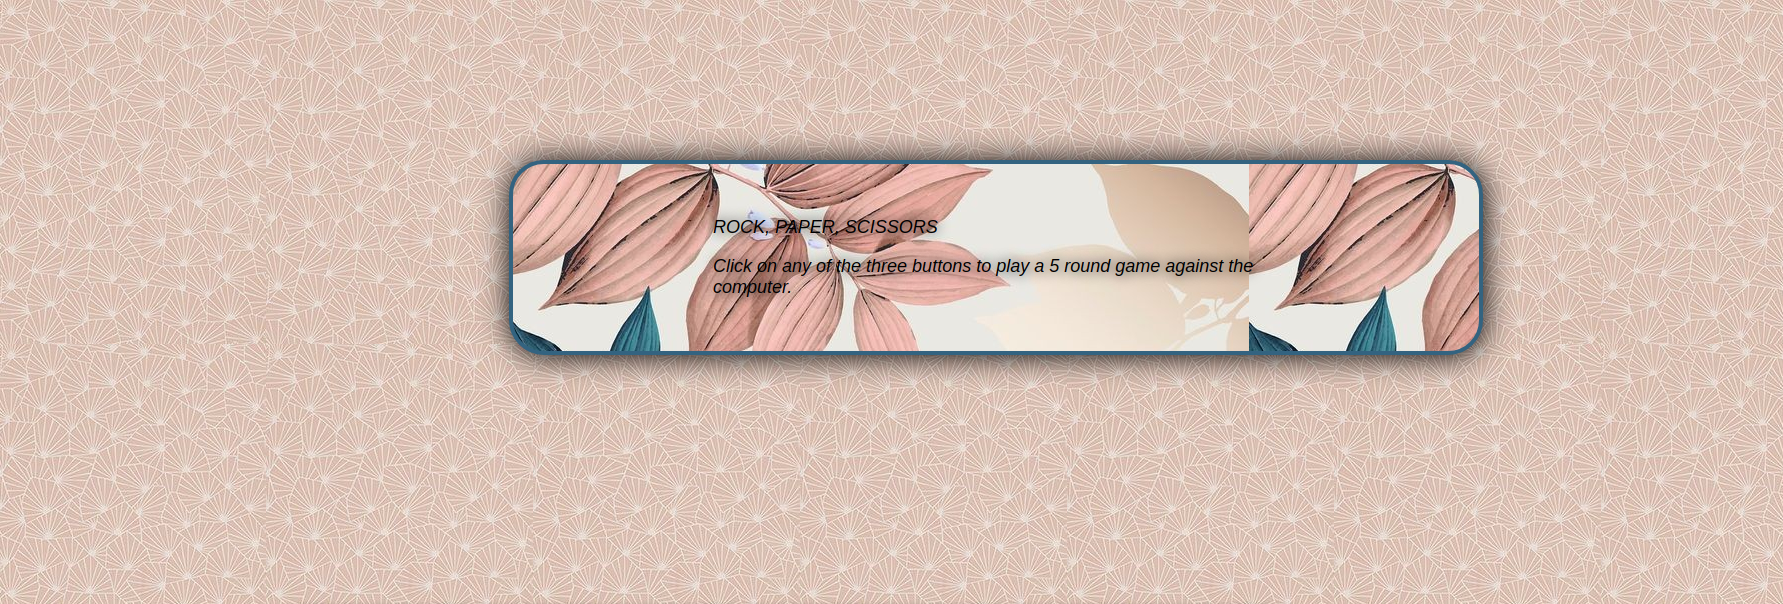 ROCK, PAPER, SCISSORS
Click on any of the three buttons to play a 5 round game against the
computer.